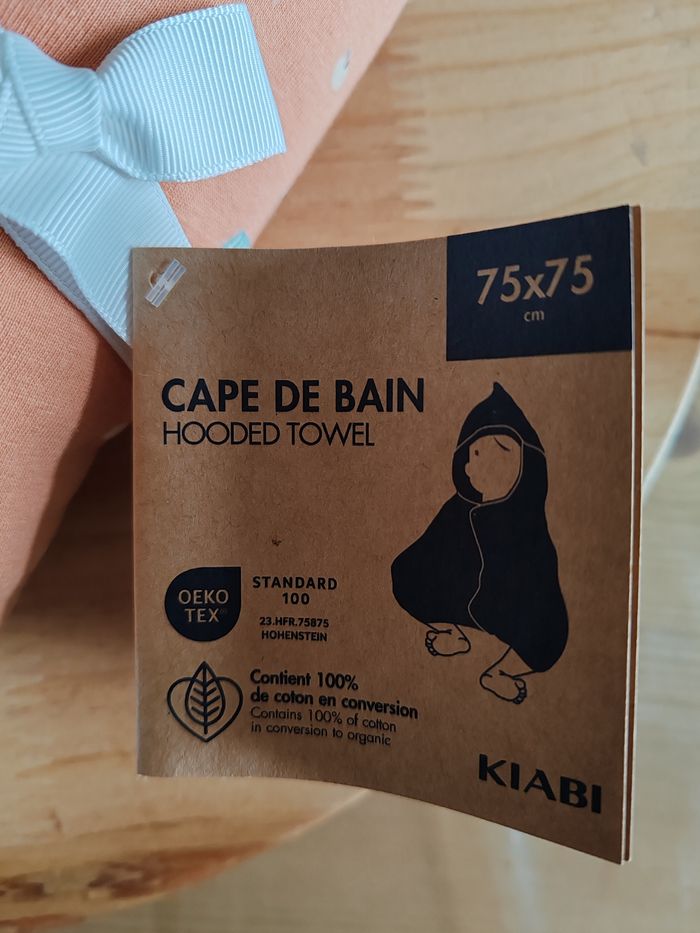 75x75
cm
CAPE DE BAIN
HOODED TOWEL
OEKO
TEX®
STANDARD
100
23.HFR.75875
HOHENSTEIN
Contient 100%
de coton en conversion
Contains 100% of cotton
in conversion to organic
KIABI